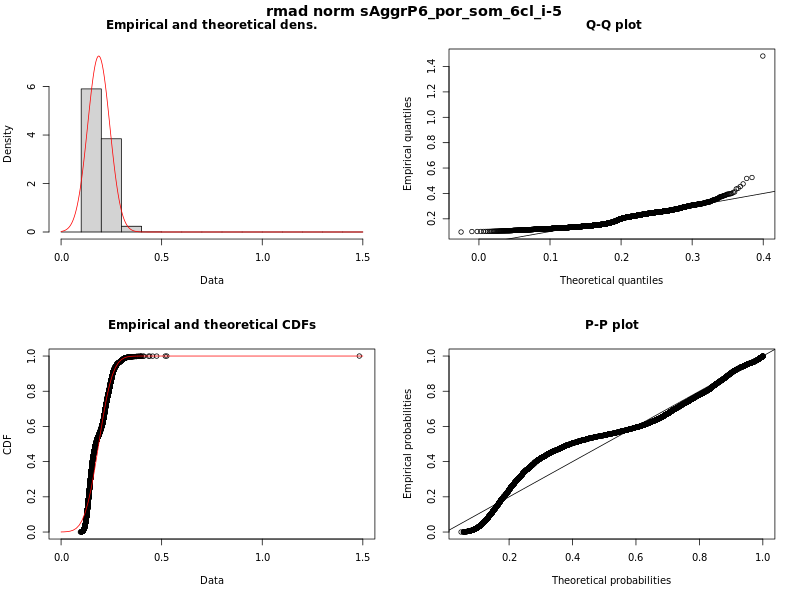 rmad norm sAggrP6_por_som_6cl_i-5
Empirical and theoretical dens.
Density
0 2 4 6
0.0 0.5 1.0 1.5
Data
Q-Q plot
Empirical quantiles
0.2 0.4 0.6 0.8 1.0 1.2 1.4
0.0 0.1 0.2 0.3 0.4
Theoretical quantiles
Empirical and theoretical CDFs
CDF
0.0 0.2 0.4 0.6 0.8 1.0
0.0 0.5 1.0 1.5
Data
P-P plot
Empirical probabilities
0.0 0.2 0.4 0.6 0.8 1.0
0.2 0.4 0.6 0.8 1.0
Theoretical probabilities